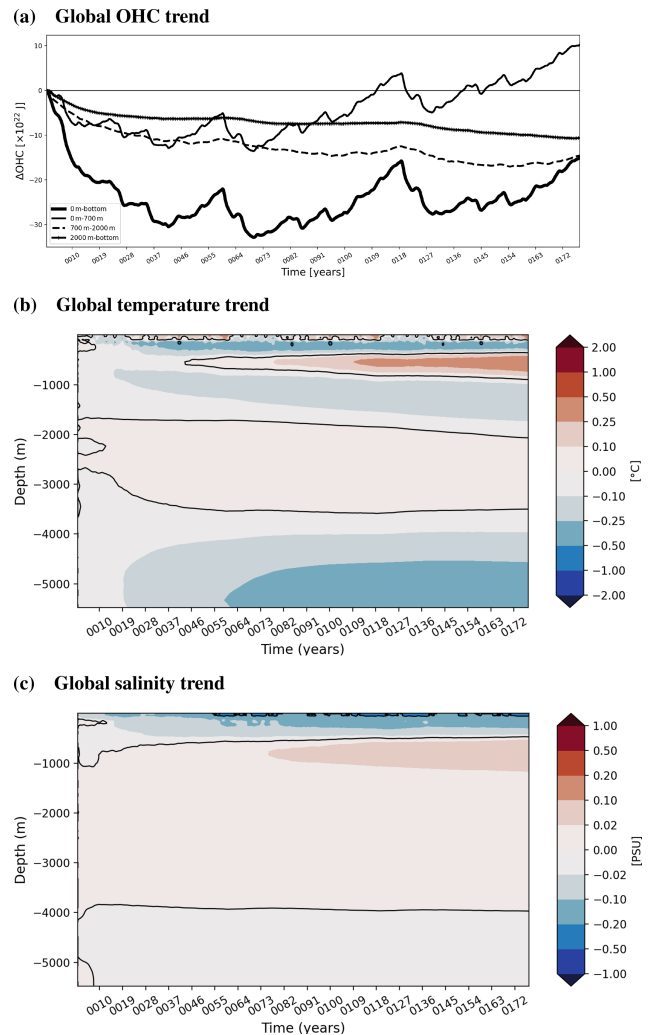 (a) Global OHC trend
10
0
−10
−20
−30
ΔOHC [×10²² J]
0 m-bottom
0 m-700 m
700 m-2000 m
2000 m-bottom
0010 0019 0028 0037 0046 0055 0064 0073 0082 0091 0100 0109 0118 0127 0136 0145 0154 0163 0172
Time [years]
(b) Global temperature trend
−1000
−2000
−3000
−4000
−5000
Depth (m)
0010 0019 0028 0037 0046 0055 0064 0073 0082 0091 0100 0109 0118 0127 0136 0145 0154 0163 0172
Time (years)
2.00
1.00
0.50
0.25
0.10
0.00
−0.10
−0.25
−0.50
−1.00
−2.00
[°C]
(c) Global salinity trend
−1000
−2000
−3000
−4000
−5000
Depth (m)
0010 0019 0028 0037 0046 0055 0064 0073 0082 0091 0100 0109 0118 0127 0136 0145 0154 0163 0172
Time (years)
1.00
0.50
0.20
0.10
0.02
0.00
−0.02
−0.10
−0.20
−0.50
−1.00
[PSU]